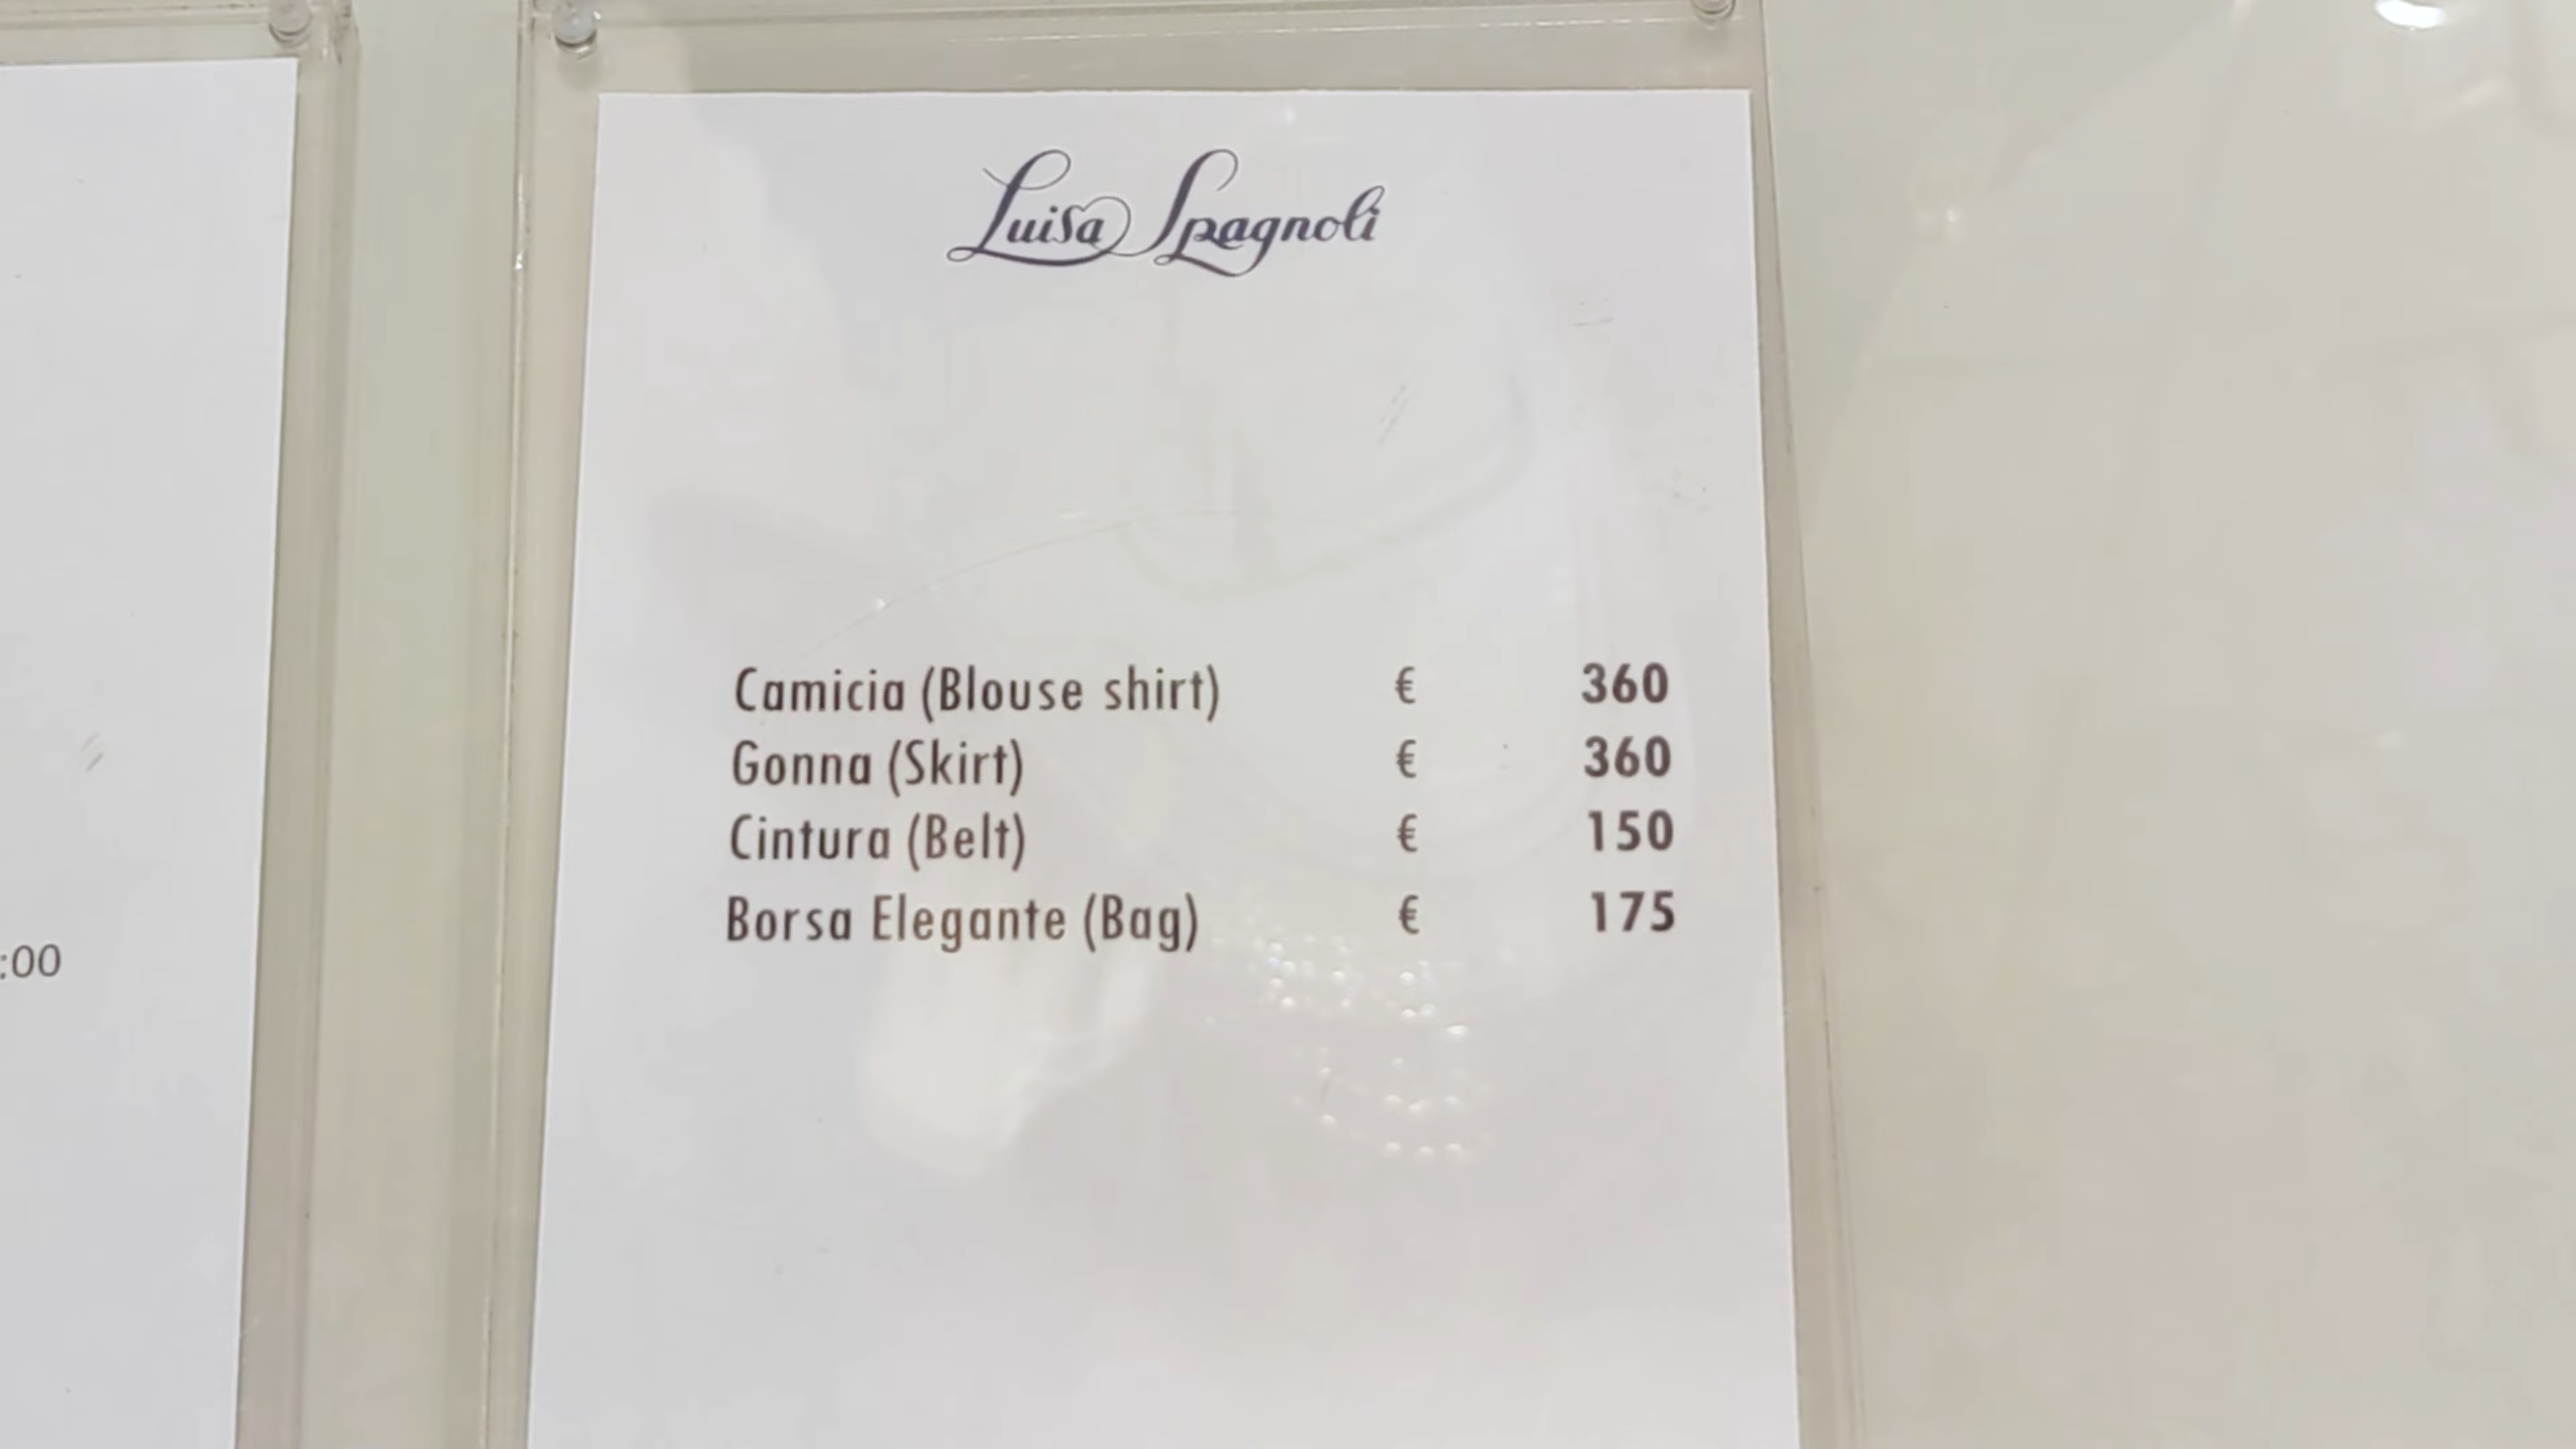 Luisa Spagnoli
Camicia (Blouse shirt) € 360
Gonna (Skirt) € 360
Cintura (Belt) € 150
Borsa Elegante (Bag) € 175
:00